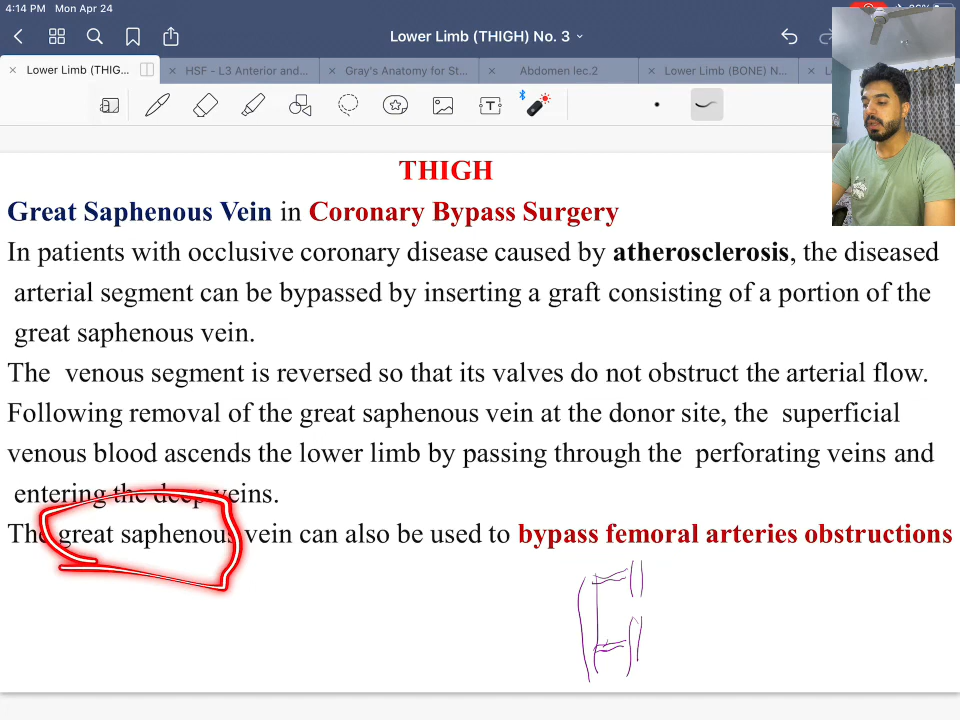 4:14 PM Mon Apr 24
Lower Limb (THIGH) No. 3
Lower Limb (THIG...
HSF - L3 Anterior and...
Gray's Anatomy for St...
Abdomen lec.2
Lower Limb (BONE) N...
THIGH
Great Saphenous Vein in Coronary Bypass Surgery
In patients with occlusive coronary disease caused by atherosclerosis, the diseased
arterial segment can be bypassed by inserting a graft consisting of a portion of the
great saphenous vein.
The venous segment is reversed so that its valves do not obstruct the arterial flow.
Following removal of the great saphenous vein at the donor site, the superficial
venous blood ascends the lower limb by passing through the perforating veins and
entering the deep veins.
The great saphenous vein can also be used to bypass femoral arteries obstructions